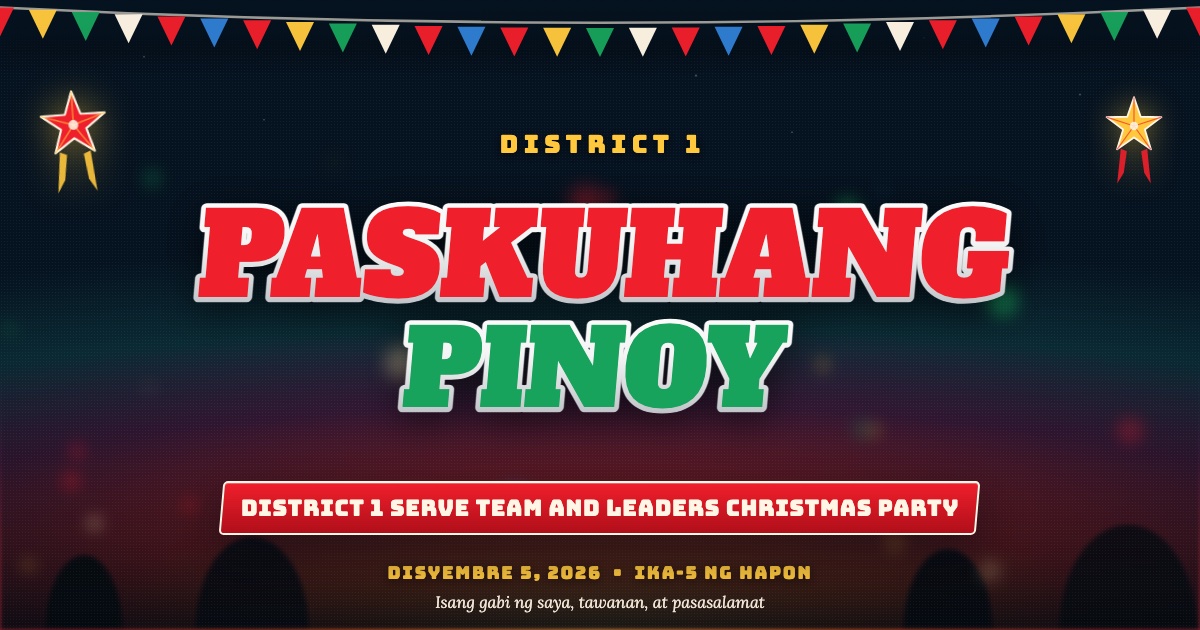 DISTRICT 1
PASKUHANG
PINOY
DISTRICT 1 SERVE TEAM AND LEADERS CHRISTMAS PARTY
DISYEMBRE 5, 2026 • IKA-5 NG HAPON
Isang gabi ng saya, tawanan, at pasasalamat